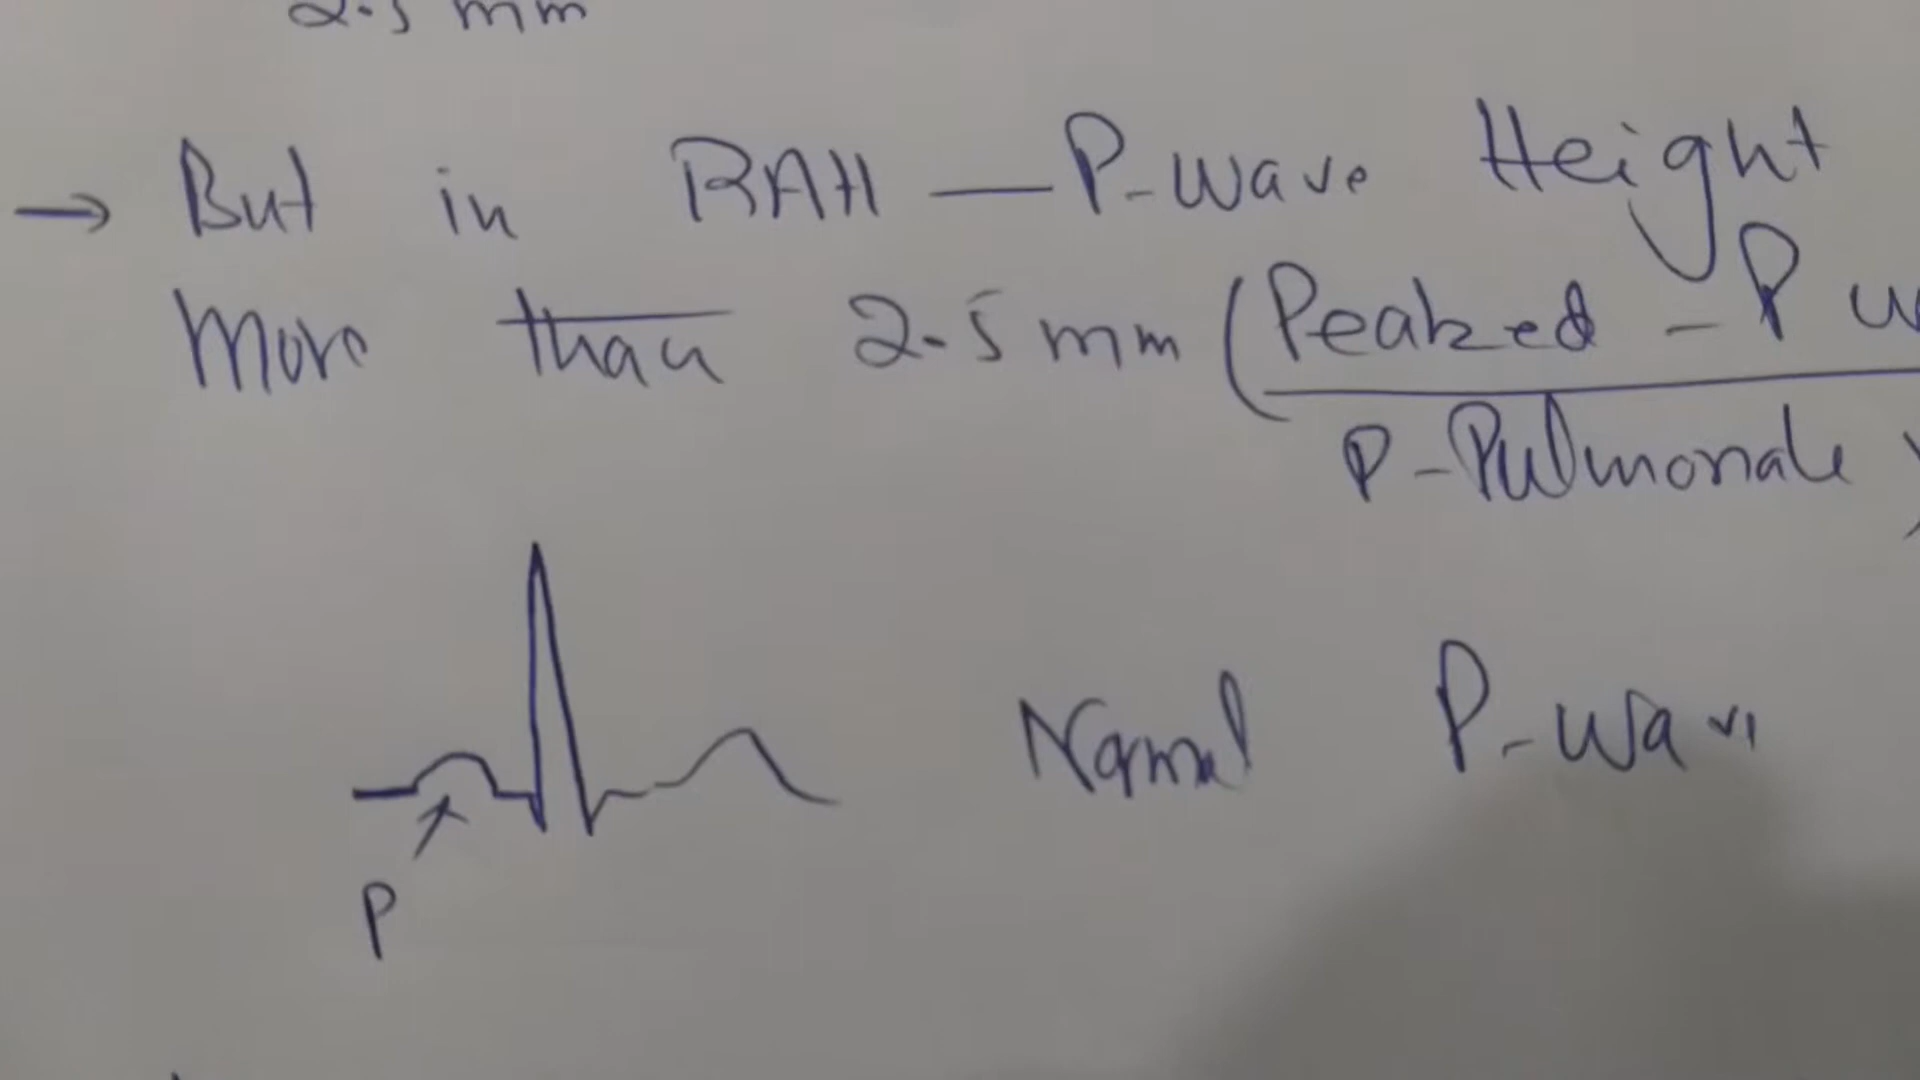 2.5 mm
→ But in RAH — P-wave Height
More than 2.5 mm (Peaked - P w
P-Pulmonale )
Normal P-wave
P